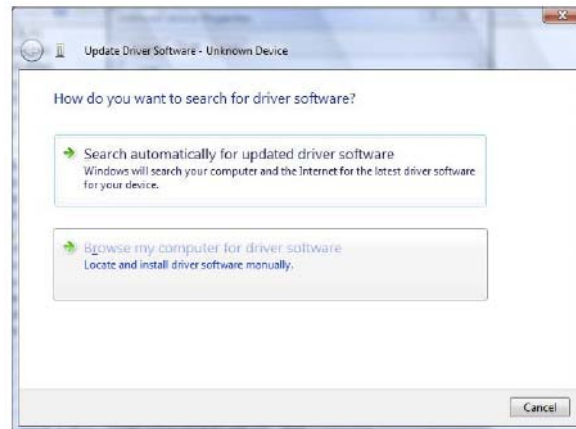 Update Driver Software - Unknown Device
How do you want to search for driver software?
Search automatically for updated driver software
Windows will search your computer and the Internet for the latest driver software
for your device.
Browse my computer for driver software
Locate and install driver software manually.
Cancel